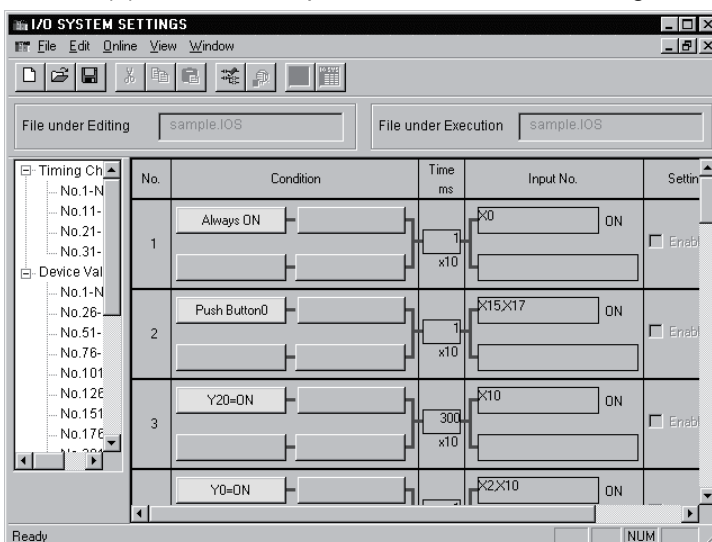 I/O SYSTEM SETTINGS
File Edit Online View Window
File under Editing sample.IOS File under Execution sample.IOS
Timing Ch
No.1-N
No.11-
No.21-
No.31-
Device Val
No.1-N
No.26-
No.51-
No.76-
No.101
No.126
No.151
No.176
No. Condition Time ms Input No. Settin
1 Always ON 1 x10 X0 ON Enabl
2 Push Button0 1 x10 X15,X17 ON Enabl
3 Y20=ON 300 x10 X10 ON Enabl
Y0=ON X2,X10 ON
Ready NUM